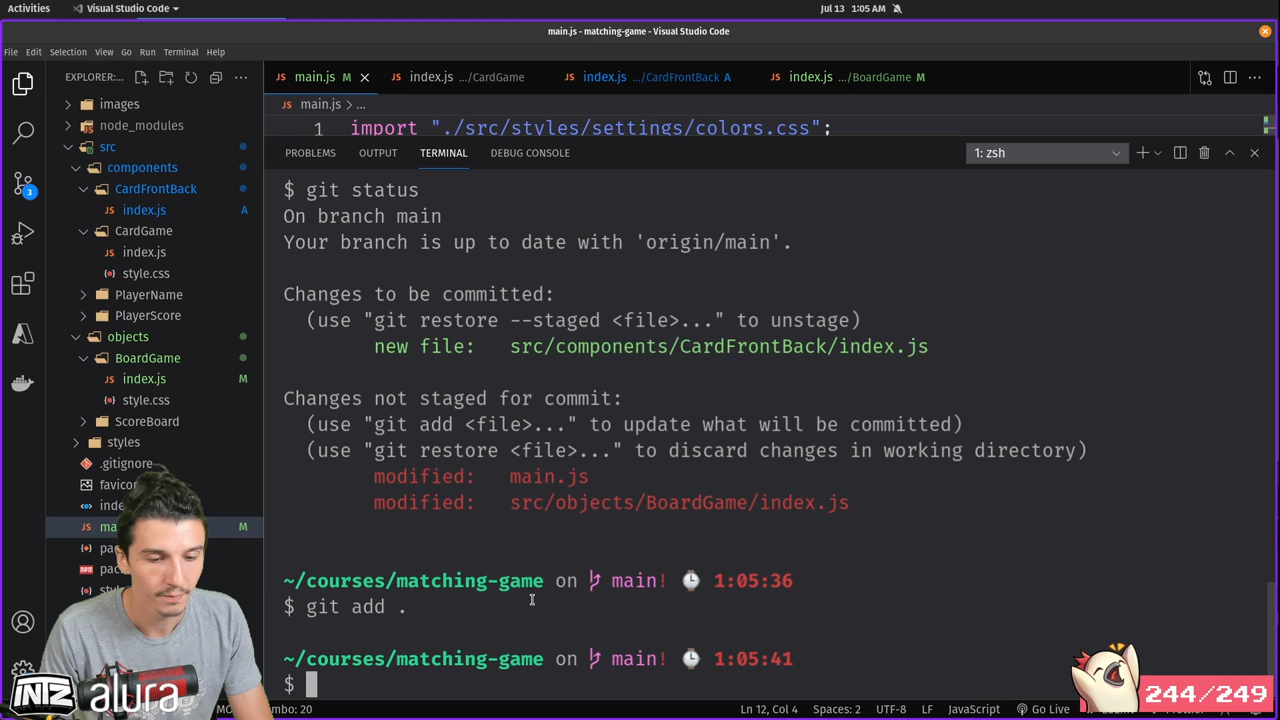 Activities
Visual Studio Code
Jul 13 1:05 AM
main.js - matching-game - Visual Studio Code
File Edit Selection View Go Run Terminal Help
EXPLORER:...
JS main.js M
JS index.js .../CardGame
JS index.js .../CardFrontBack A
JS index.js .../BoardGame M
images
node_modules
src
components
CardFrontBack
JS index.js A
CardGame
JS index.js
style.css
PlayerName
PlayerScore
objects
BoardGame
JS index.js M
style.css
ScoreBoard
styles
.gitignore
3
JS main.js > ...
1 import "./src/styles/settings/colors.css";
PROBLEMS OUTPUT TERMINAL DEBUG CONSOLE
1: zsh
$ git status
On branch main
Your branch is up to date with 'origin/main'.
Changes to be committed:
(use "git restore --staged <file>..." to unstage)
new file: src/components/CardFrontBack/index.js
Changes not staged for commit:
(use "git add <file>..." to update what will be committed)
(use "git restore <file>..." to discard changes in working directory)
modified: main.js
modified: src/objects/BoardGame/index.js
~/courses/matching-game on main! 1:05:36
$ git add .
~/courses/matching-game on main! 1:05:41
$
alura
244/249
Ln 12, Col 4 Spaces: 2 UTF-8 LF JavaScript Go Live